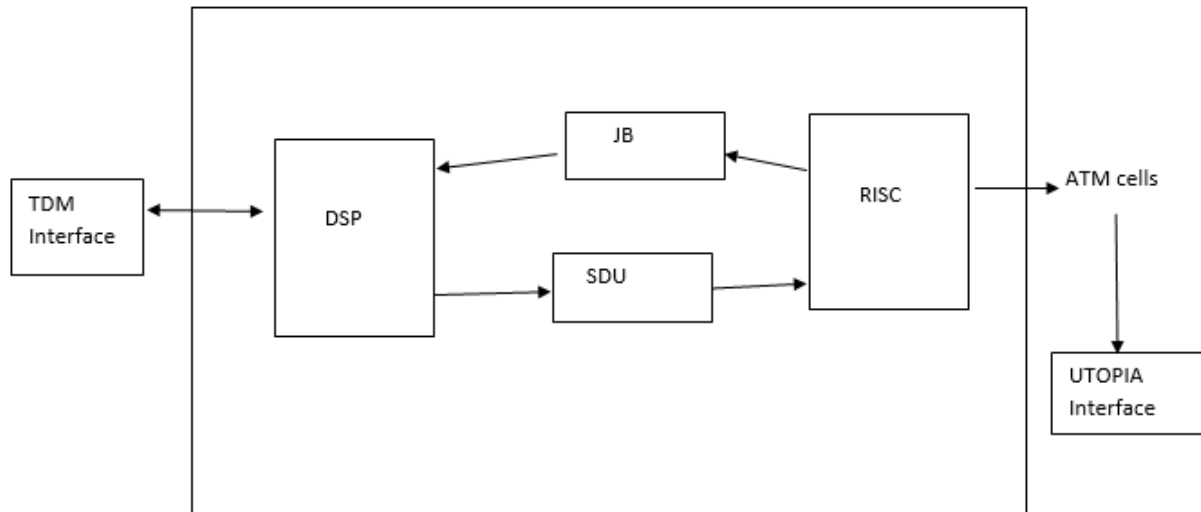 JB
TDM
Interface
DSP
RISC
ATM cells
SDU
UTOPIA
Interface